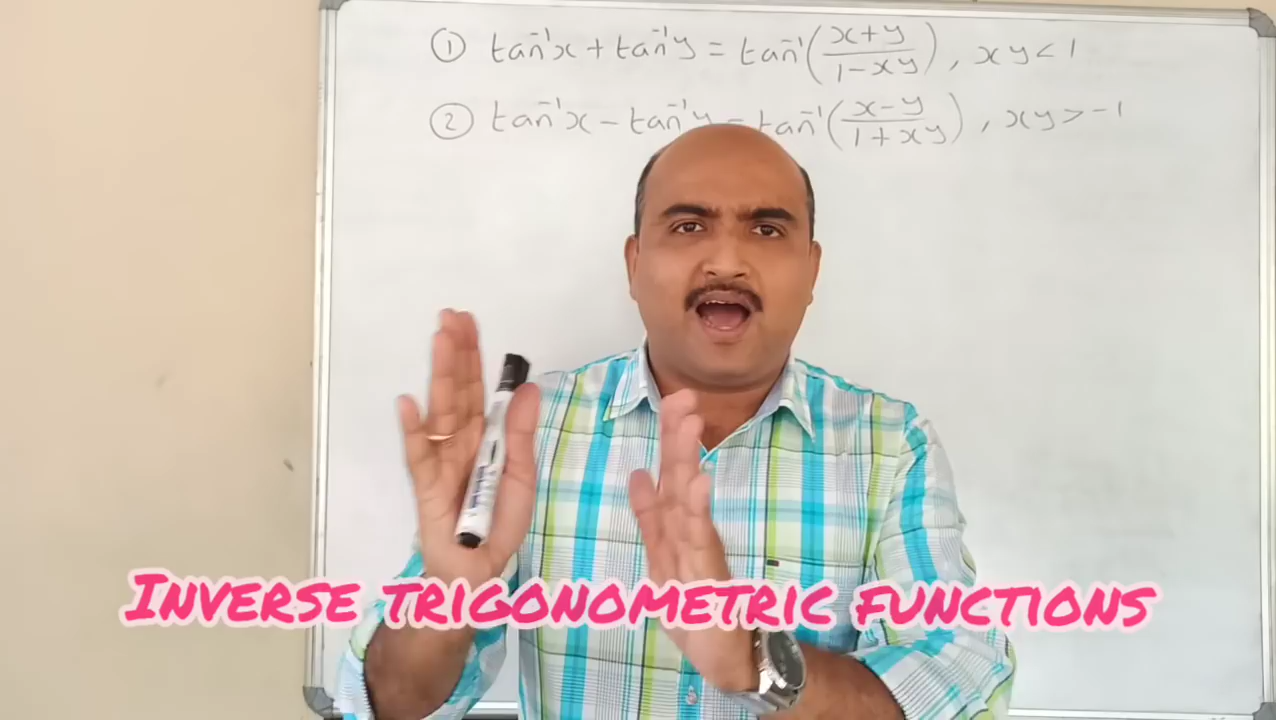 ① tan⁻¹x + tan⁻¹y = tan⁻¹(x+y/1-xy), xy < 1
② tan⁻¹x - tan⁻¹y = tan⁻¹(x-y/1+xy), xy > -1
INVERSE TRIGONOMETRIC FUNCTIONS